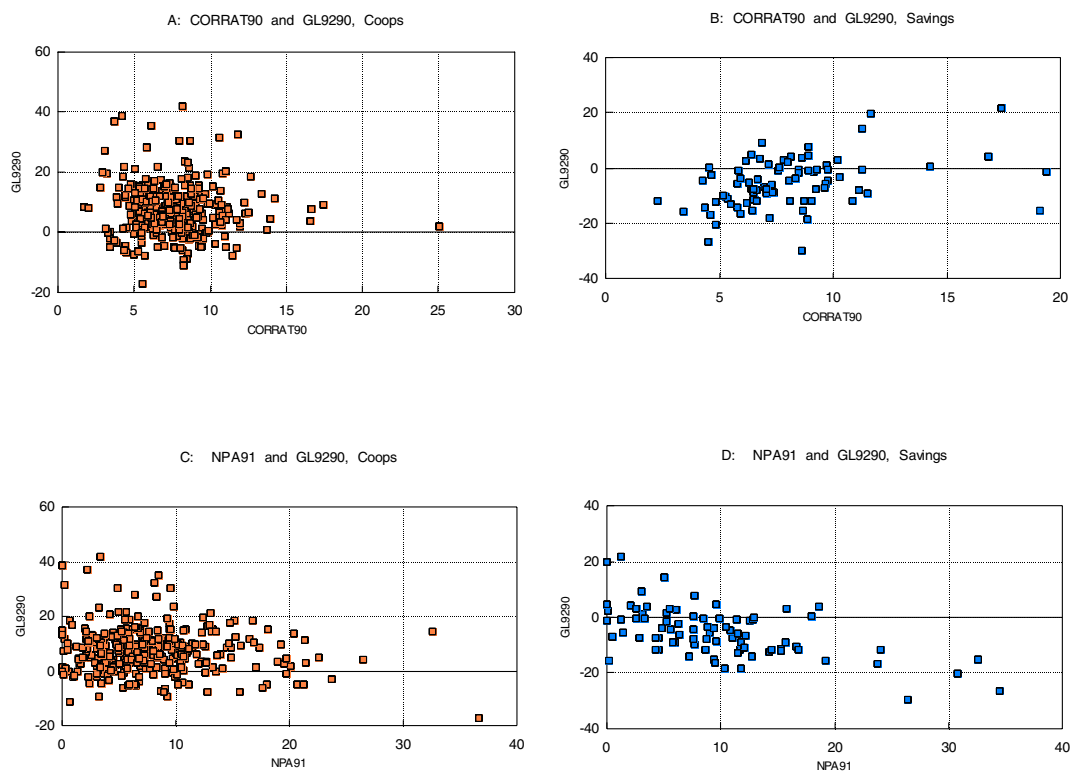 A: CORRAT90 and GL9290, Coops
60
40
20
0
-20
GL9290
0 5 10 15 20 25 30
CORRAT90
B: CORRAT90 and GL9290, Savings
40
20
0
-20
-40
GL9290
0 5 10 15 20
CORRAT90
C: NPA91 and GL9290, Coops
60
40
20
0
-20
GL9290
0 10 20 30 40
NPA91
D: NPA91 and GL9290, Savings
40
20
0
-20
-40
GL9290
0 10 20 30 40
NPA91